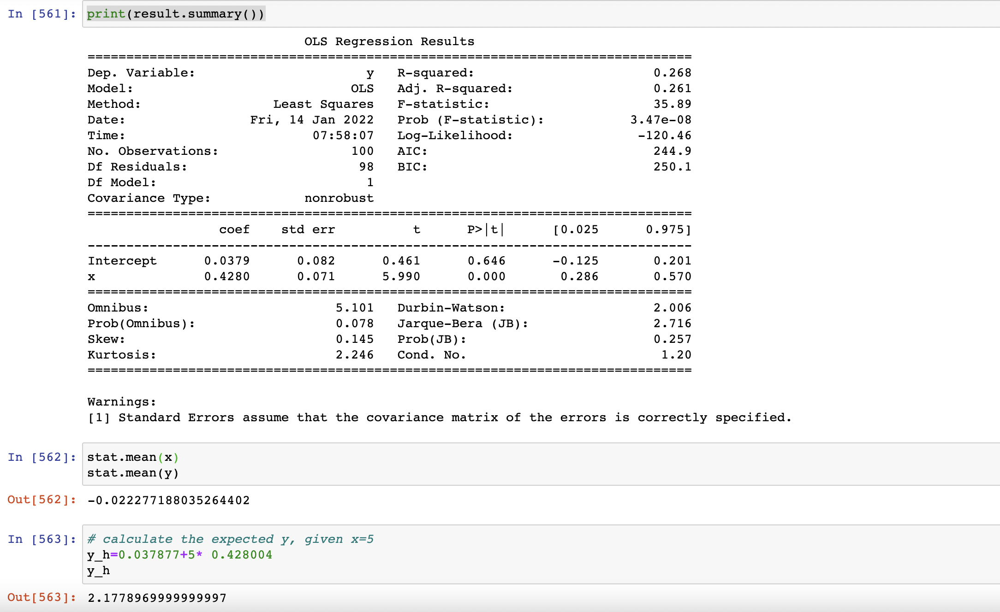 In [561]: print(result.summary())
OLS Regression Results
==============================================================================
Dep. Variable:                      y   R-squared:                       0.268
Model:                            OLS   Adj. R-squared:                  0.261
Method:                 Least Squares   F-statistic:                     35.89
Date:                Fri, 14 Jan 2022   Prob (F-statistic):           3.47e-08
Time:                        07:58:07   Log-Likelihood:                -120.46
No. Observations:                 100   AIC:                             244.9
Df Residuals:                      98   BIC:                             250.1
Df Model:                           1
Covariance Type:            nonrobust
==============================================================================
                 coef    std err          t      P>|t|      [0.025      0.975]
------------------------------------------------------------------------------
Intercept      0.0379      0.082      0.461      0.646      -0.125       0.201
x              0.4280      0.071      5.990      0.000       0.286       0.570
==============================================================================
Omnibus:                        5.101   Durbin-Watson:                   2.006
Prob(Omnibus):                  0.078   Jarque-Bera (JB):                2.716
Skew:                           0.145   Prob(JB):                        0.257
Kurtosis:                       2.246   Cond. No.                         1.20
==============================================================================
Warnings:
[1] Standard Errors assume that the covariance matrix of the errors is correctly specified.
In [562]: stat.mean(x)
stat.mean(y)
Out[562]: -0.022277188035264402
In [563]: # calculate the expected y, given x=5
y_h=0.037877+5* 0.428004
y_h
Out[563]: 2.1778969999999997